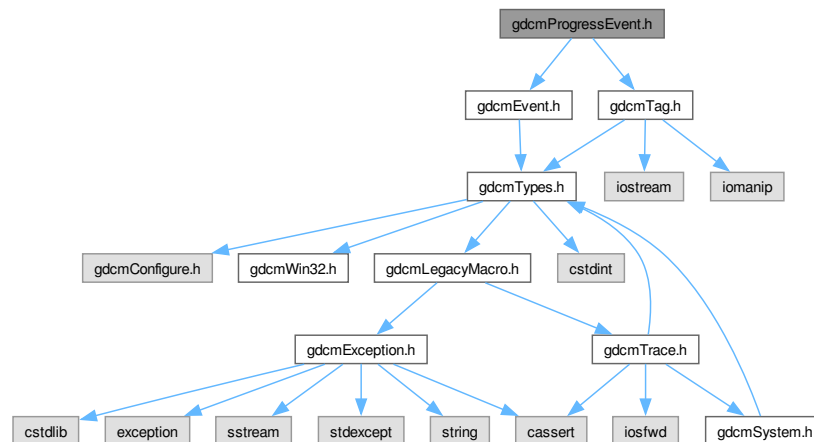 gdcmProgressEvent.h
gdcmEvent.h
gdcmTag.h
gdcmTypes.h
iostream
iomanip
gdcmConfigure.h
gdcmWin32.h
gdcmLegacyMacro.h
cstdint
gdcmException.h
gdcmTrace.h
cstdlib
exception
sstream
stdexcept
string
cassert
iosfwd
gdcmSystem.h